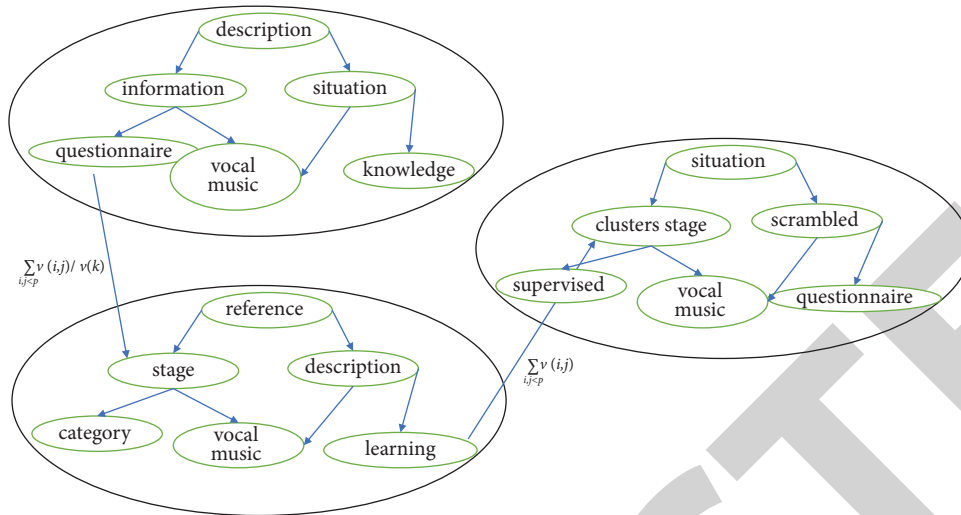 description
information
situation
questionnaire
vocal
music
knowledge
∑ v (i,j)/ v(k)
i,j<p
reference
stage
description
category
vocal
music
learning
∑ v (i,j)
i,j<p
situation
clusters stage
scrambled
supervised
vocal
music
questionnaire